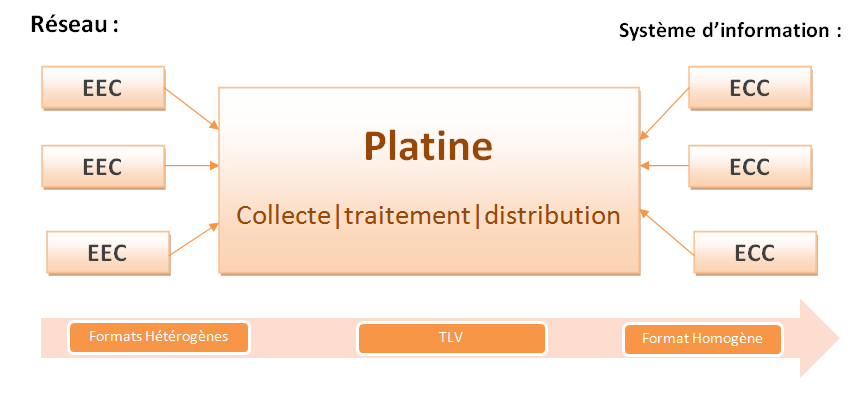 Réseau :
Système d’information :
EEC
ECC
Platine
EEC
ECC
Collecte|traitement|distribution
EEC
ECC
Formats Hétérogènes
TLV
Format Homogène